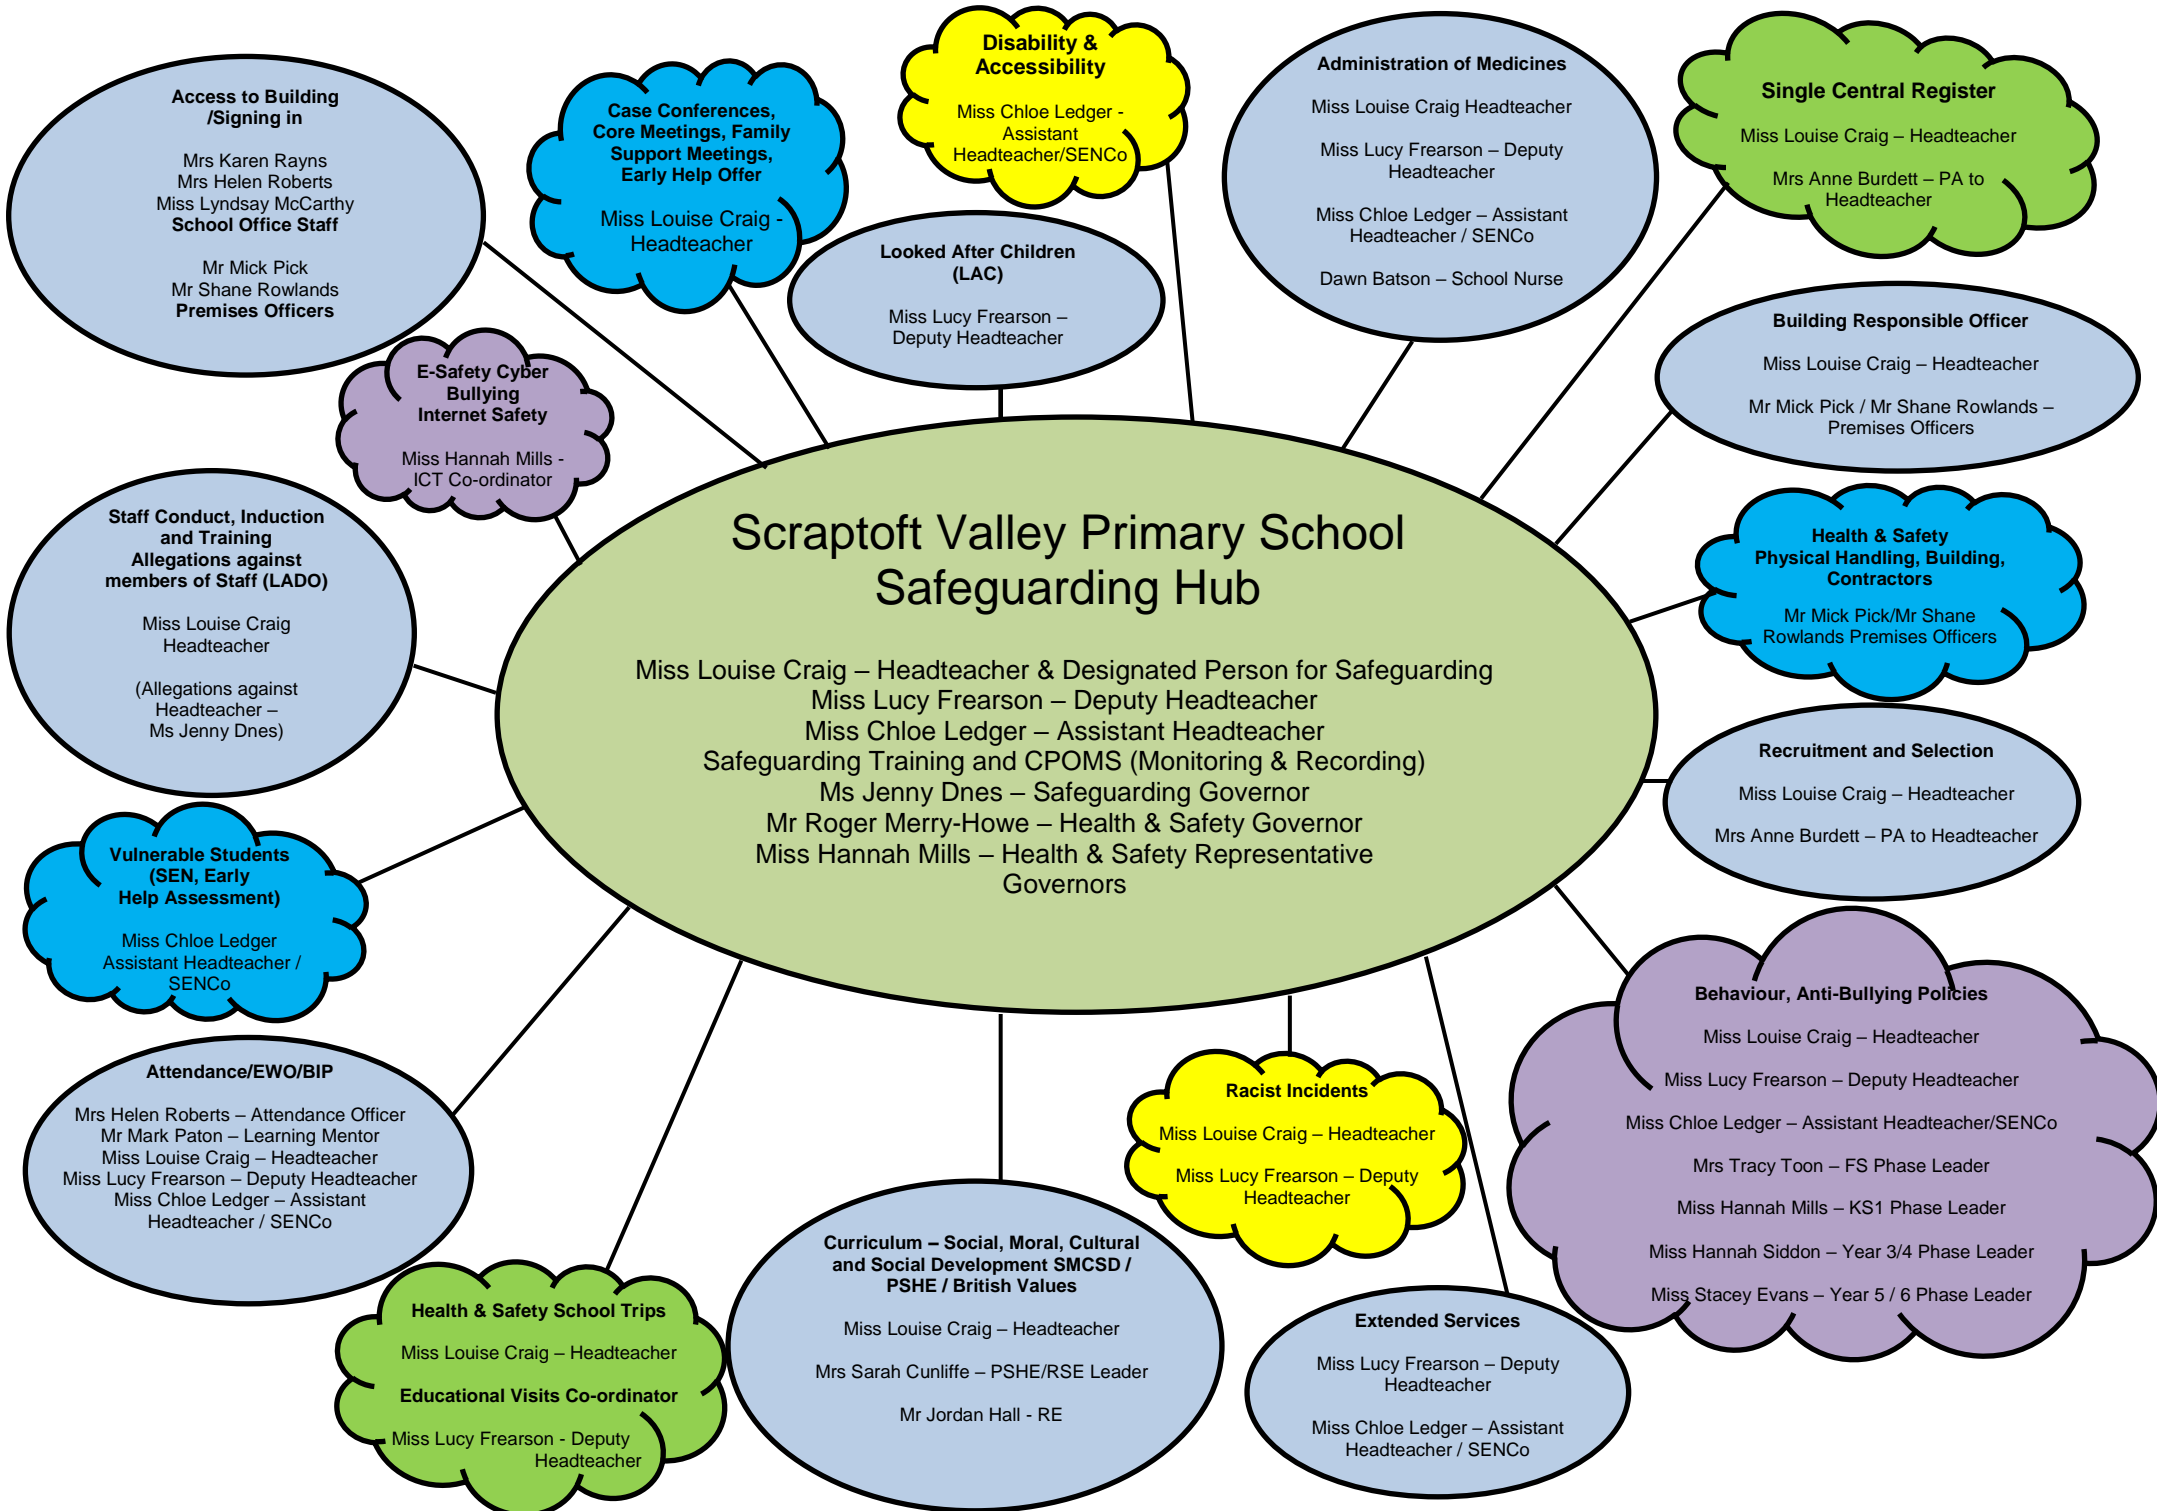 Access to Building
/Signing in
Mrs Karen Rayns
Mrs Helen Roberts
Miss Lyndsay McCarthy
School Office Staff
Mr Mick Pick
Mr Shane Rowlands
Premises Officers
Case Conferences,
Core Meetings, Family
Support Meetings,
Early Help Offer
Miss Louise Craig -
Headteacher
Disability &
Accessibility
Miss Chloe Ledger -
Assistant
Headteacher/SENCo
Looked After Children
(LAC)
Miss Lucy Frearson –
Deputy Headteacher
Administration of Medicines
Miss Louise Craig Headteacher
Miss Lucy Frearson – Deputy
Headteacher
Miss Chloe Ledger – Assistant
Headteacher / SENCo
Dawn Batson – School Nurse
Single Central Register
Miss Louise Craig – Headteacher
Mrs Anne Burdett – PA to
Headteacher
Building Responsible Officer
Miss Louise Craig – Headteacher
Mr Mick Pick / Mr Shane Rowlands –
Premises Officers
E-Safety Cyber
Bullying
Internet Safety
Miss Hannah Mills -
ICT Co-ordinator
Staff Conduct, Induction
and Training
Allegations against
members of Staff (LADO)
Miss Louise Craig
Headteacher
(Allegations against
Headteacher –
Ms Jenny Dnes)
Scraptoft Valley Primary School
Safeguarding Hub
Miss Louise Craig – Headteacher & Designated Person for Safeguarding
Miss Lucy Frearson – Deputy Headteacher
Miss Chloe Ledger – Assistant Headteacher
Safeguarding Training and CPOMS (Monitoring & Recording)
Ms Jenny Dnes – Safeguarding Governor
Mr Roger Merry-Howe – Health & Safety Governor
Miss Hannah Mills – Health & Safety Representative
Governors
Health & Safety
Physical Handling, Building,
Contractors
Mr Mick Pick/Mr Shane
Rowlands Premises Officers
Recruitment and Selection
Miss Louise Craig – Headteacher
Mrs Anne Burdett – PA to Headteacher
Vulnerable Students
(SEN, Early
Help Assessment)
Miss Chloe Ledger
Assistant Headteacher /
SENCo
Attendance/EWO/BIP
Mrs Helen Roberts – Attendance Officer
Mr Mark Paton – Learning Mentor
Miss Louise Craig – Headteacher
Miss Lucy Frearson – Deputy Headteacher
Miss Chloe Ledger – Assistant
Headteacher / SENCo
Health & Safety School Trips
Miss Louise Craig – Headteacher
Educational Visits Co-ordinator
Miss Lucy Frearson - Deputy
Headteacher
Curriculum – Social, Moral, Cultural
and Social Development SMCSD /
PSHE / British Values
Miss Louise Craig – Headteacher
Mrs Sarah Cunliffe – PSHE/RSE Leader
Mr Jordan Hall - RE
Racist Incidents
Miss Louise Craig – Headteacher
Miss Lucy Frearson – Deputy
Headteacher
Extended Services
Miss Lucy Frearson – Deputy
Headteacher
Miss Chloe Ledger – Assistant
Headteacher / SENCo
Behaviour, Anti-Bullying Policies
Miss Louise Craig – Headteacher
Miss Lucy Frearson – Deputy Headteacher
Miss Chloe Ledger – Assistant Headteacher/SENCo
Mrs Tracy Toon – FS Phase Leader
Miss Hannah Mills – KS1 Phase Leader
Miss Hannah Siddon – Year 3/4 Phase Leader
Miss Stacey Evans – Year 5 / 6 Phase Leader